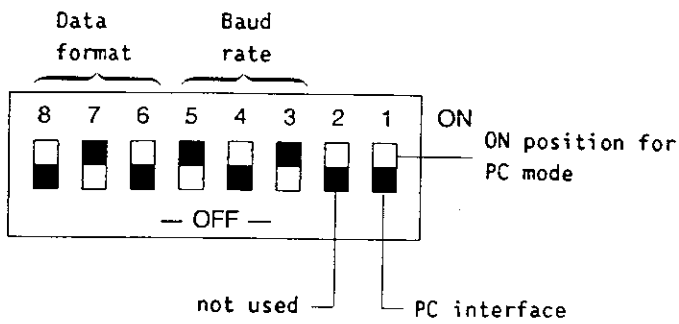 Data format
Baud rate
8 7 6 5 4 3 2 1 ON
ON position for
PC mode
— OFF —
not used
PC interface